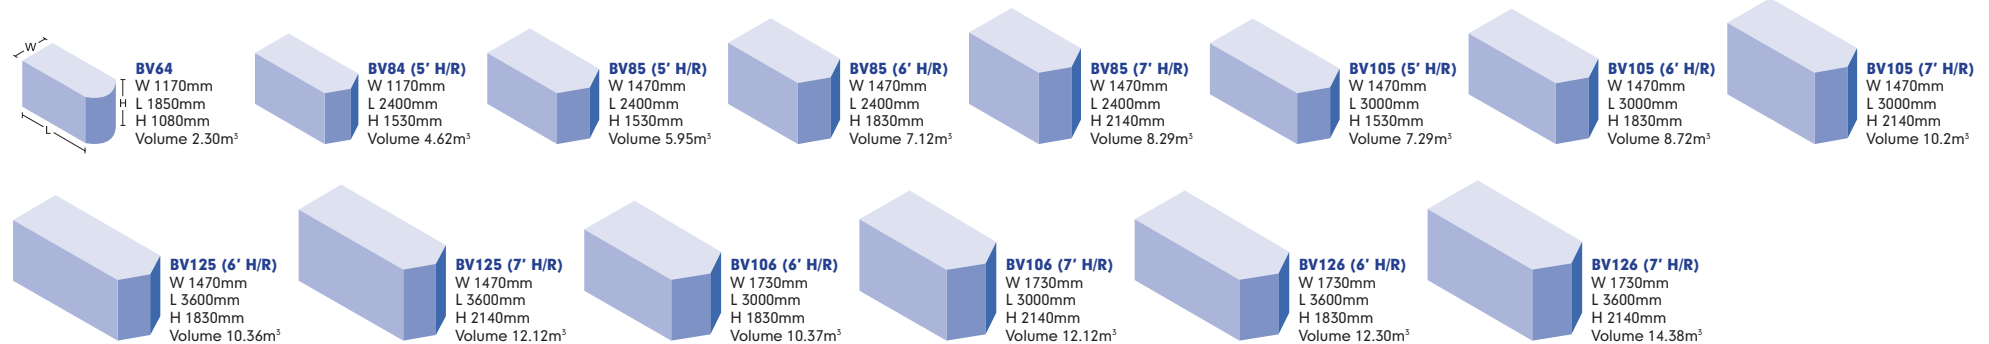 W
H
L
BV64
W 1170mm
L 1850mm
H 1080mm
Volume 2.30m³
BV84 (5' H/R)
W 1170mm
L 2400mm
H 1530mm
Volume 4.62m³
BV85 (5' H/R)
W 1470mm
L 2400mm
H 1530mm
Volume 5.95m³
BV85 (6' H/R)
W 1470mm
L 2400mm
H 1830mm
Volume 7.12m³
BV85 (7' H/R)
W 1470mm
L 2400mm
H 2140mm
Volume 8.29m³
BV105 (5' H/R)
W 1470mm
L 3000mm
H 1530mm
Volume 7.29m³
BV105 (6' H/R)
W 1470mm
L 3000mm
H 1830mm
Volume 8.72m³
BV105 (7' H/R)
W 1470mm
L 3000mm
H 2140mm
Volume 10.2m³
BV125 (6' H/R)
W 1470mm
L 3600mm
H 1830mm
Volume 10.36m³
BV125 (7' H/R)
W 1470mm
L 3600mm
H 2140mm
Volume 12.12m³
BV106 (6' H/R)
W 1730mm
L 3000mm
H 1830mm
Volume 10.37m³
BV106 (7' H/R)
W 1730mm
L 3000mm
H 2140mm
Volume 12.12m³
BV126 (6' H/R)
W 1730mm
L 3600mm
H 1830mm
Volume 12.30m³
BV126 (7' H/R)
W 1730mm
L 3600mm
H 2140mm
Volume 14.38m³